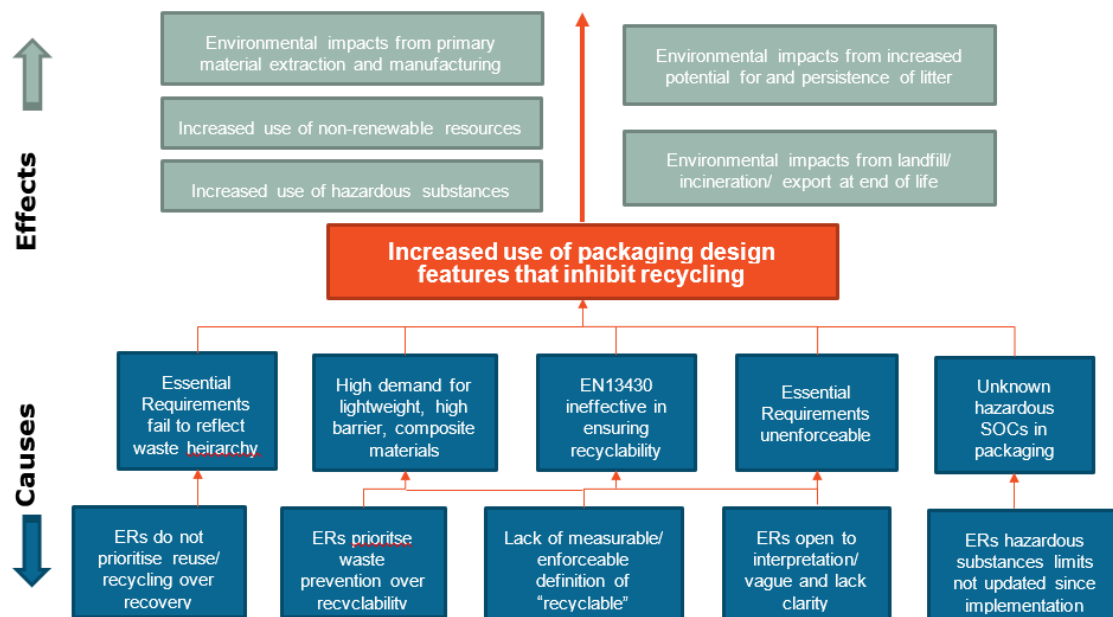 Effects
Environmental impacts from primary
material extraction and manufacturing
Increased use of non-renewable resources
Increased use of hazardous substances
Environmental impacts from increased
potential for and persistence of litter
Environmental impacts from landfill/
incineration/ export at end of life
Increased use of packaging design
features that inhibit recycling
Causes
Essential
Requirements
fail to reflect
waste heirarchy
High demand for
lightweight, high
barrier, composite
materials
EN13430
ineffective in
ensuring
recyclability
Essential
Requirements
unenforceable
Unknown
hazardous
SOCs in
packaging
ERs do not
prioritise reuse/
recycling over
recovery
ERs prioritse
waste
prevention over
recyclability
Lack of measurable/
enforceable
definition of
“recyclable”
ERs open to
interpretation/
vague and lack
clarity
ERs hazardous
substances limits
not updated since
implementation